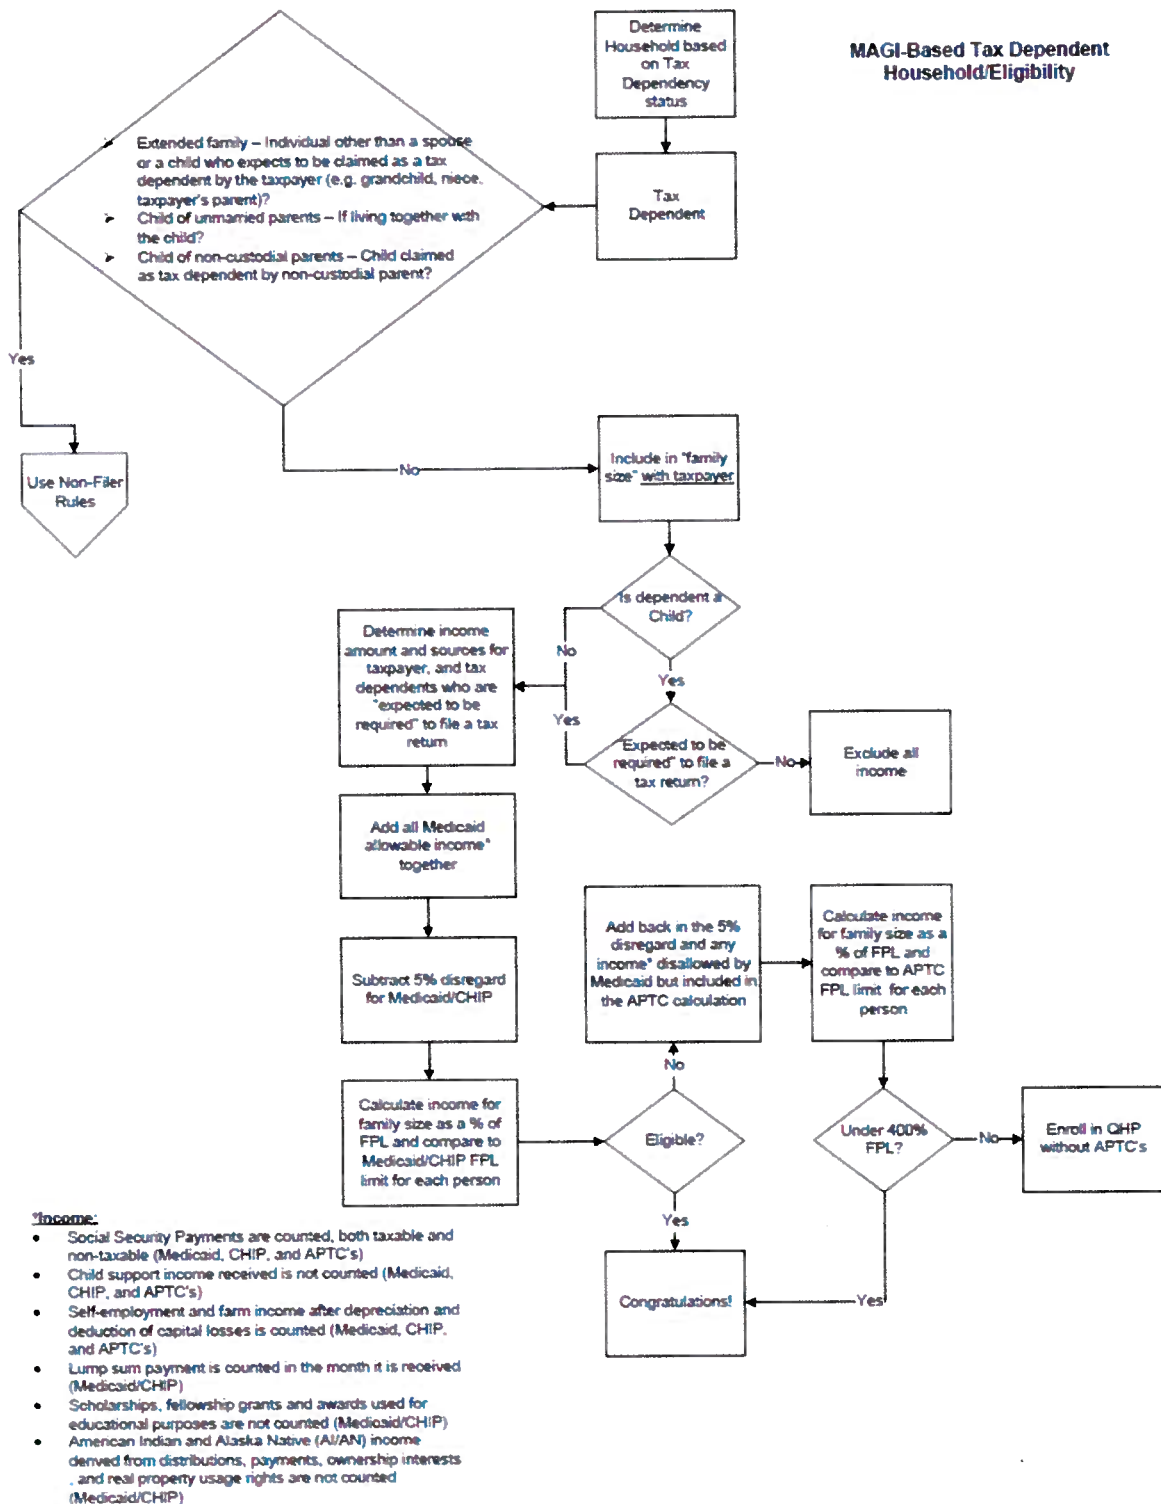 MAGI-Based Tax Dependent
Household/Eligibility
Determine
Household based
on Tax
Dependency
status
Tax
Dependent
➢ Extended family – Individual other than a spouse
or a child who expects to be claimed as a tax
dependent by the taxpayer (e.g. grandchild, niece,
taxpayer's parent)?
➢ Child of unmarried parents – If living together with
the child?
➢ Child of non-custodial parents – Child claimed
as tax dependent by non-custodial parent?
Yes
Use Non-Filer
Rules
No
Include in "family
size" with taxpayer
Is dependent a
Child?
No
Yes
Determine income
amount and sources for
taxpayer, and tax
dependents who are
"expected to be
required" to file a tax
return
Yes
"Expected to be
required" to file a
tax return?
No
Exclude all
income
Add all Medicaid
allowable income*
together
Subtract 5% disregard
for Medicaid/CHIP
Calculate income for
family size as a % of
FPL and compare to
Medicaid/CHIP FPL
limit for each person
Eligible?
No
Add back in the 5%
disregard and any
income* disallowed by
Medicaid but included in
the APTC calculation
Calculate income
for family size as a
% of FPL and
compare to APTC
FPL limit for each
person
Under 400%
FPL?
No
Enroll in QHP
without APTC's
Yes
Yes
Congratulations!
*Income:
• Social Security Payments are counted, both taxable and
non-taxable (Medicaid, CHIP, and APTC's)
• Child support income received is not counted (Medicaid,
CHIP, and APTC's)
• Self-employment and farm income after depreciation and
deduction of capital losses is counted (Medicaid, CHIP,
and APTC's)
• Lump sum payment is counted in the month it is received
(Medicaid/CHIP)
• Scholarships, fellowship grants and awards used for
educational purposes are not counted (Medicaid/CHIP)
• American Indian and Alaska Native (AI/AN) income
derived from distributions, payments, ownership interests
, and real property usage rights are not counted
(Medicaid/CHIP)